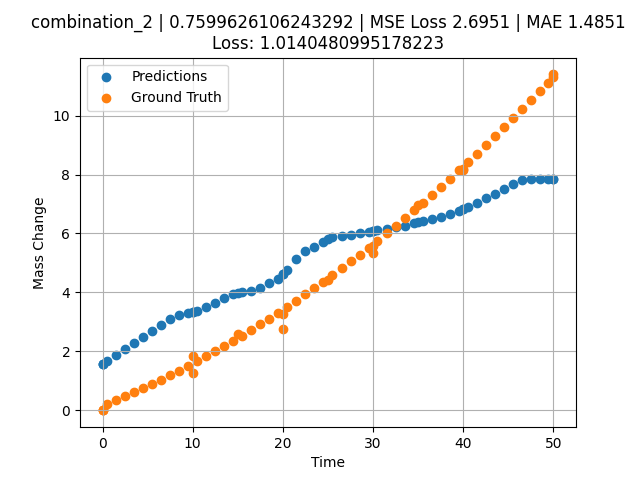 combination_2 | 0.7599626106243292 | MSE Loss 2.6951 | MAE 1.4851
Loss: 1.0140480995178223
Predictions
Ground Truth
Mass Change
10
8
6
4
2
0
0 10 20 30 40 50
Time